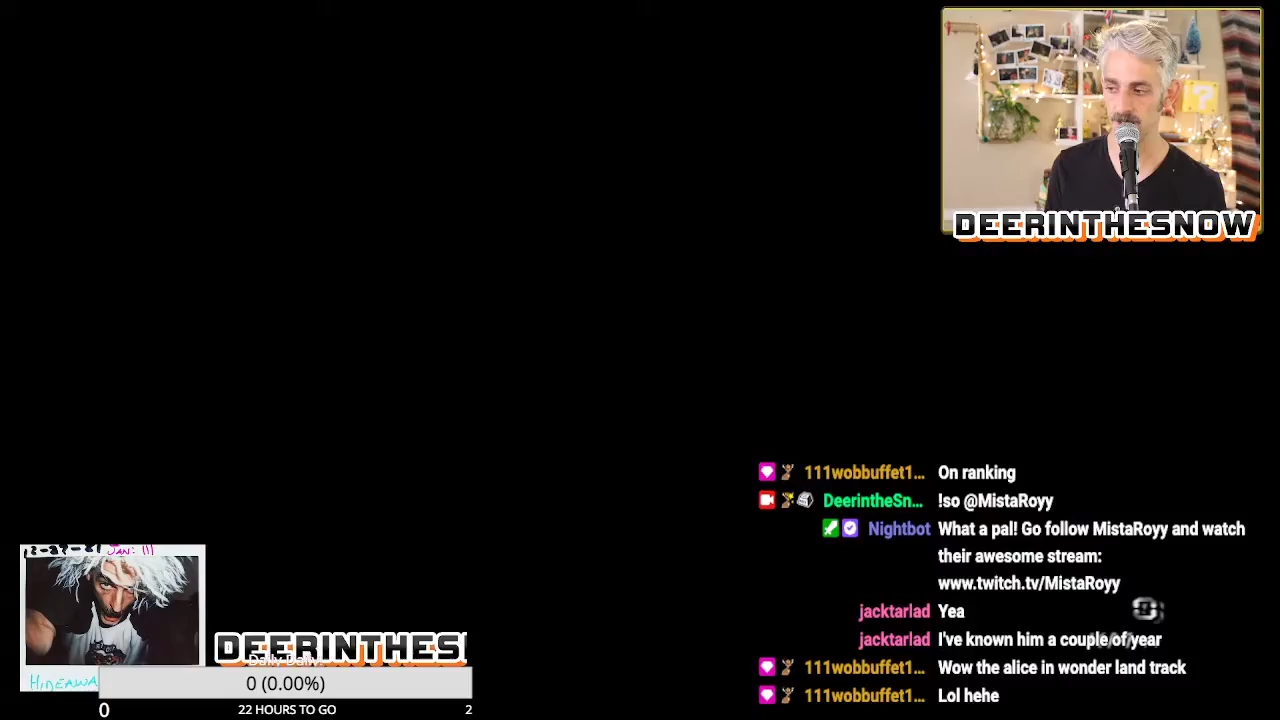 DEERINTHESNOW
111wobbuffet1… On ranking
DeerintheSn… !so @MistaRoyy
Nightbot What a pal! Go follow MistaRoyy and watch
their awesome stream:
www.twitch.tv/MistaRoyy
jacktarlad Yea
jacktarlad I've known him a couple of year
111wobbuffet1… Wow the alice in wonder land track
111wobbuffet1… Lol hehe
DEERINTHES
0 (0.00%)
0 22 HOURS TO GO 2